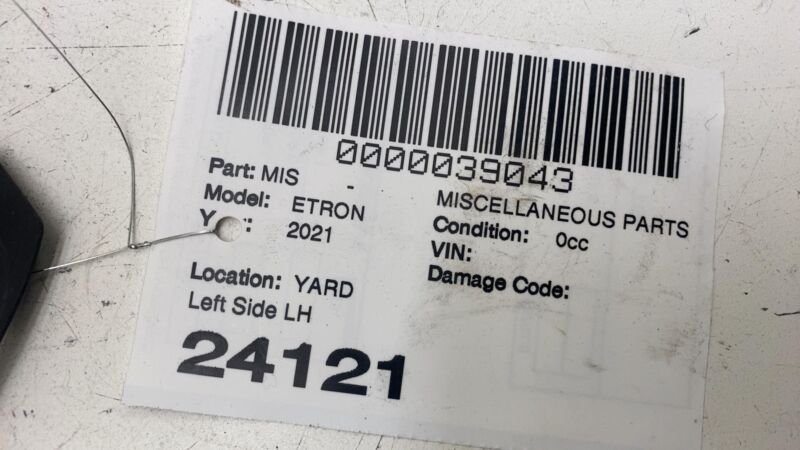 0000039043
Part: MIS -
MISCELLANEOUS PARTS
Model: ETRON
Condition: 0cc
2021
VIN:
Damage Code:
Location: YARD
Left Side LH
24121